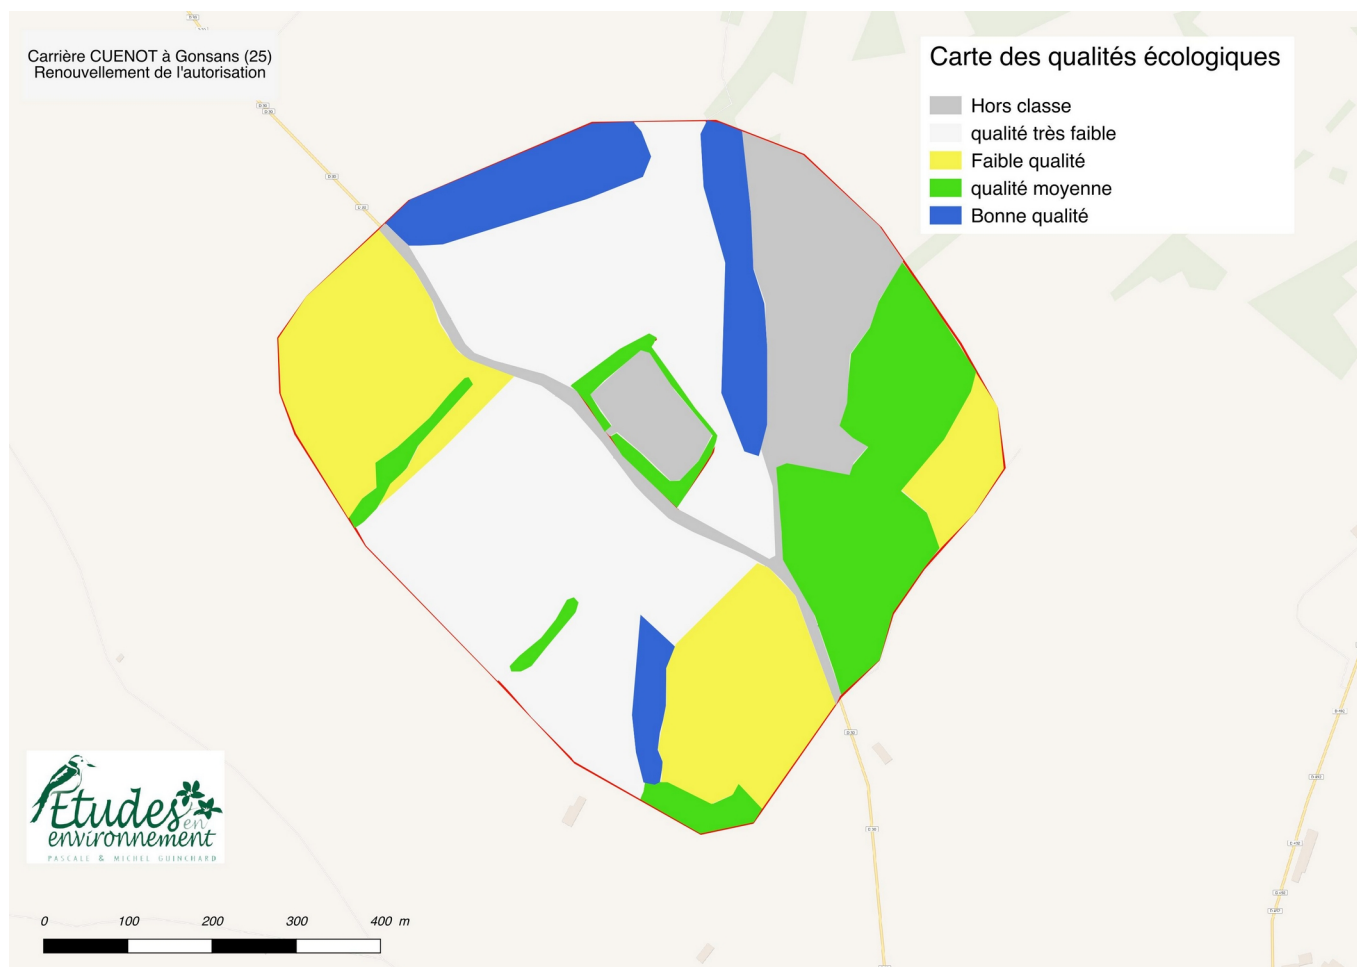 Carrière CUENOT à Gonsans (25)
Renouvellement de l'autorisation
Carte des qualités écologiques
Hors classe
qualité très faible
Faible qualité
qualité moyenne
Bonne qualité
Etudes
en
environnement
PASCALE & MICHEL GUINCHARD
0 100 200 300 400 m